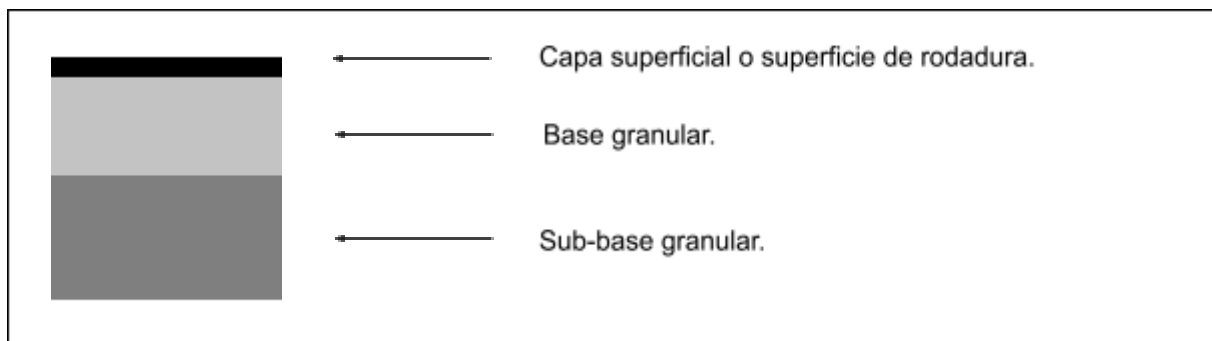 Capa superficial o superficie de rodadura.
Base granular.
Sub-base granular.